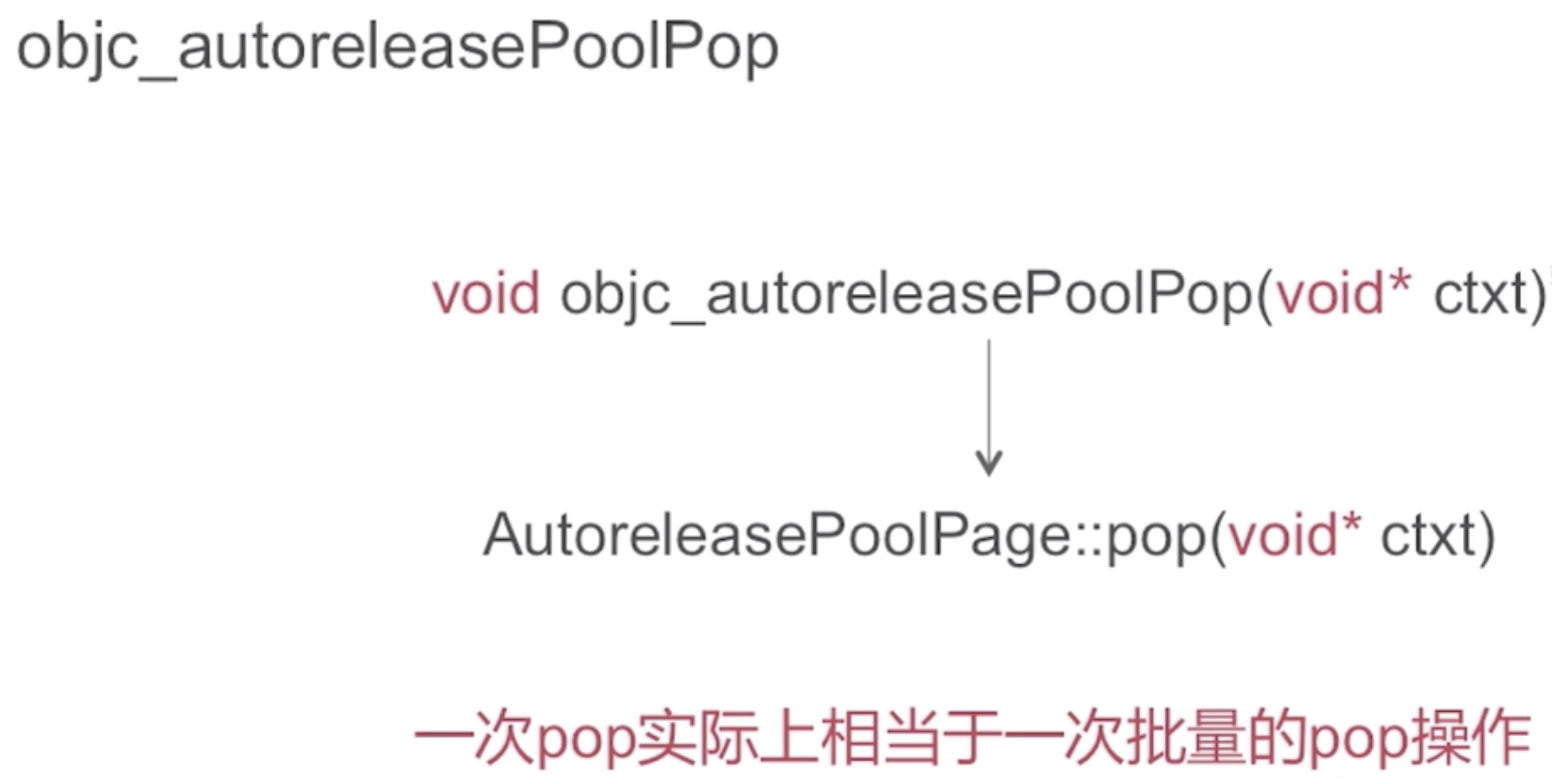 objc_autoreleasePoolPop
void objc_autoreleasePoolPop(void* ctxt)
AutoreleasePoolPage::pop(void* ctxt)
一次pop实际上相当于一次批量的pop操作